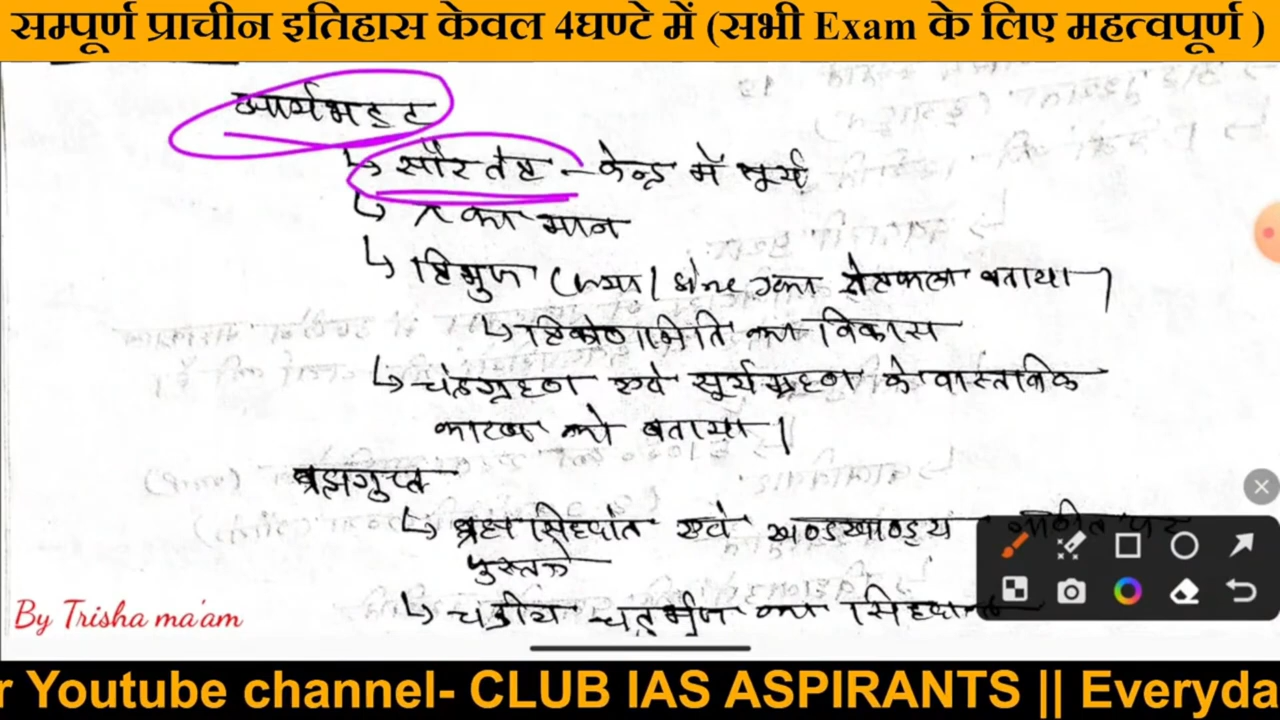 सम्पूर्ण प्राचीन इतिहास केवल 4घण्टे में (सभी Exam के लिए महत्वपूर्ण )
आर्यभट्ट
↳ सौर तंत्र - केन्द्र में सूर्य
↳ π का मान
↳ त्रिभुज ( ज्या / sine ) का बताया।
↳ त्रिकोणमिति का विकास
↳ चंद्रग्रहण एवं सूर्यग्रहण के वास्तविक
कारण को बताया।
ब्रह्मगुप्त
↳ ब्रह्म सिद्धांत एवं खण्डखाण्ड्य
पुस्तक
↳ चक्रीय चतुर्भुज का
By Trisha ma'am
r Youtube channel- CLUB IAS ASPIRANTS || Everyda